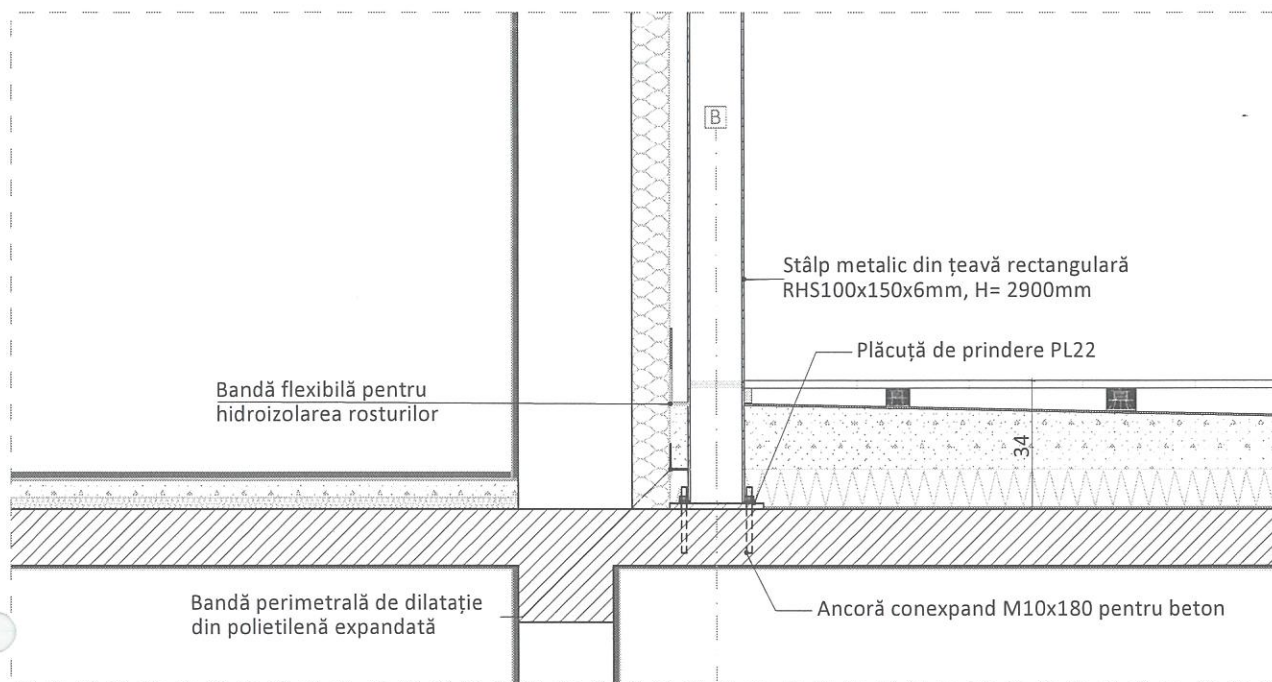 B
Stâlp metalic din țeavă rectangulară
RHS100x150x6mm, H= 2900mm
Plăcuță de prindere PL22
Bandă flexibilă pentru
hidroizolarea rosturilor
34
Bandă perimetrală de dilatație
din polietilenă expandată
Ancoră conexpand M10x180 pentru beton